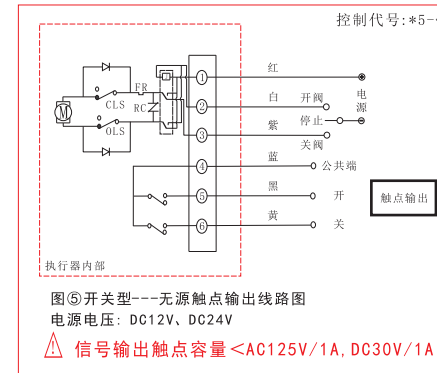 控制代号:*5-
红
白 开阀
电源
停止
紫
关阀
蓝 公共端
黑 开
黄 关
触点输出
① ② ③ ④ ⑤ ⑥
FR
CLS
RC
M
OLS
执行器内部
图⑤开关型---无源触点输出线路图
电源电压: DC12V、DC24V
信号输出触点容量<AC125V/1A, DC30V/1A